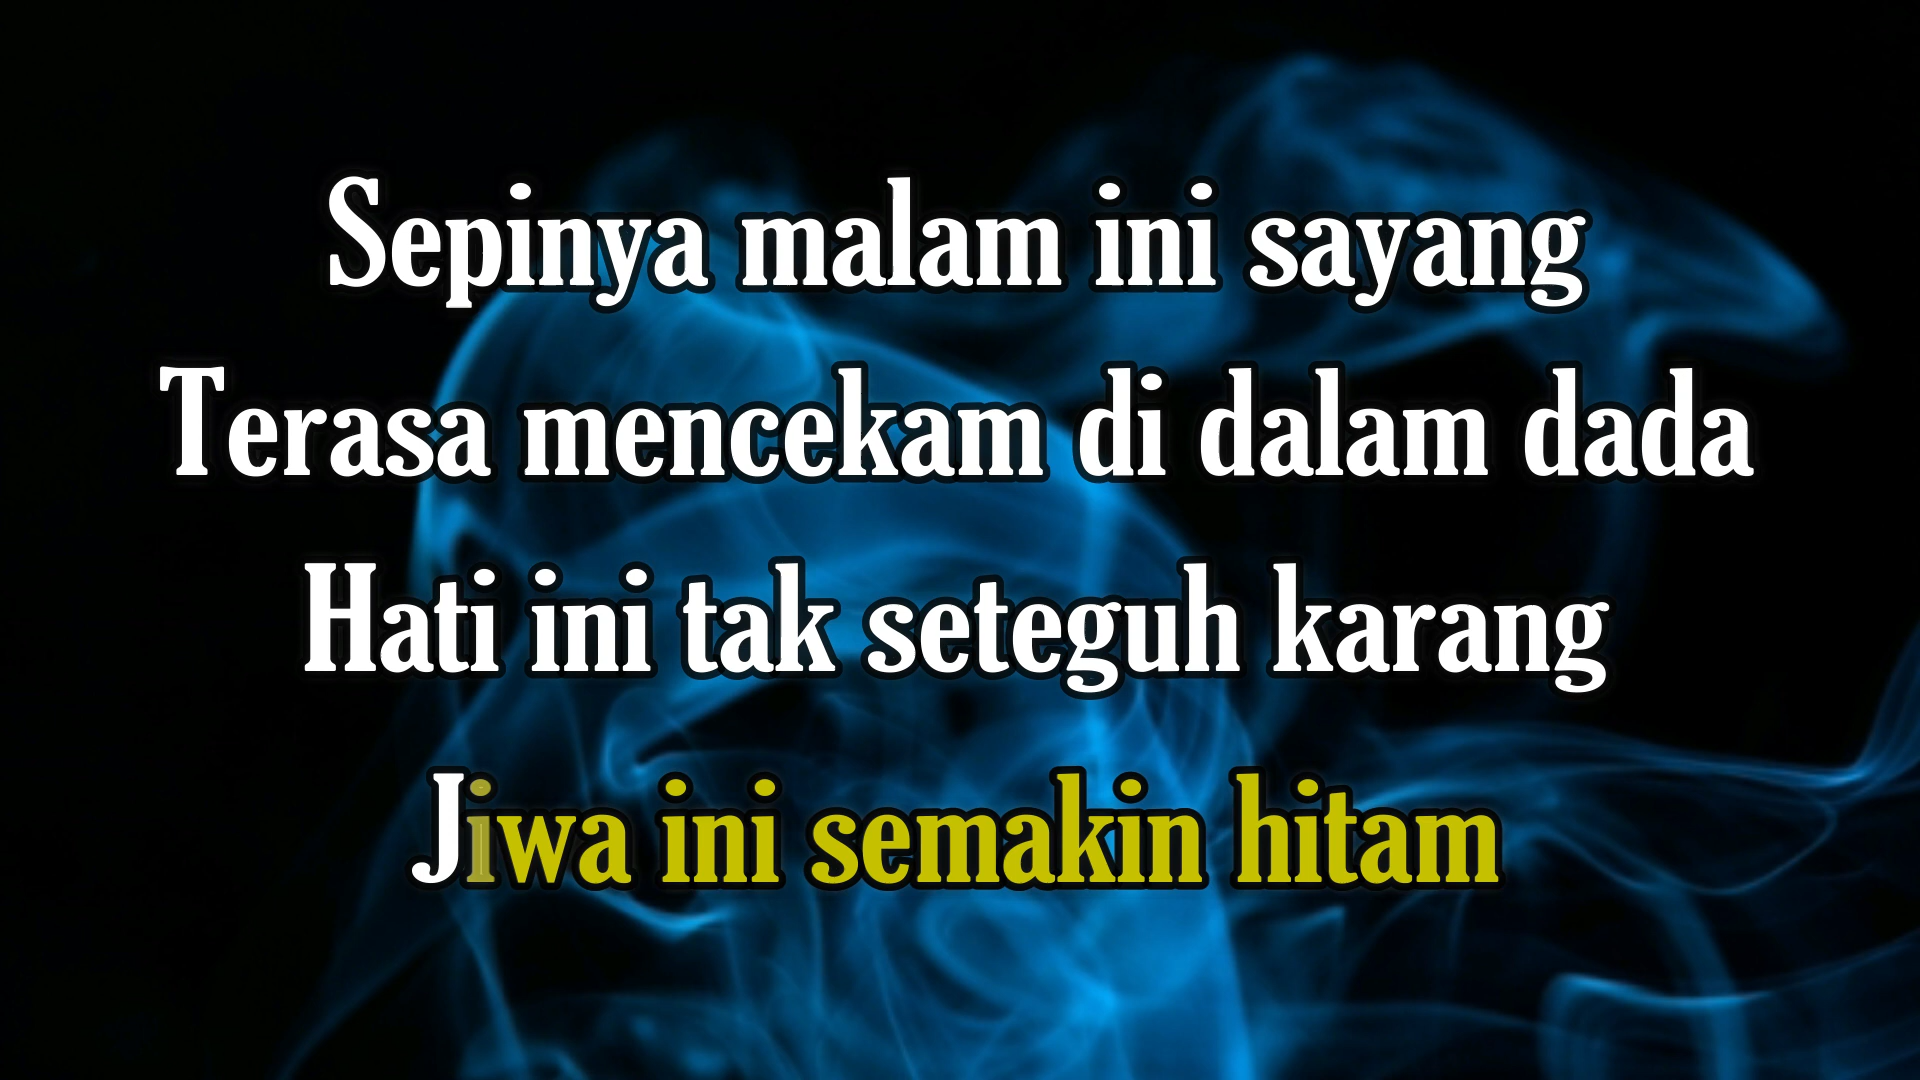 Sepinya malam ini sayang
Terasa mencekam di dalam dada
Hati ini tak seteguh karang
Jiwa ini semakin hitam